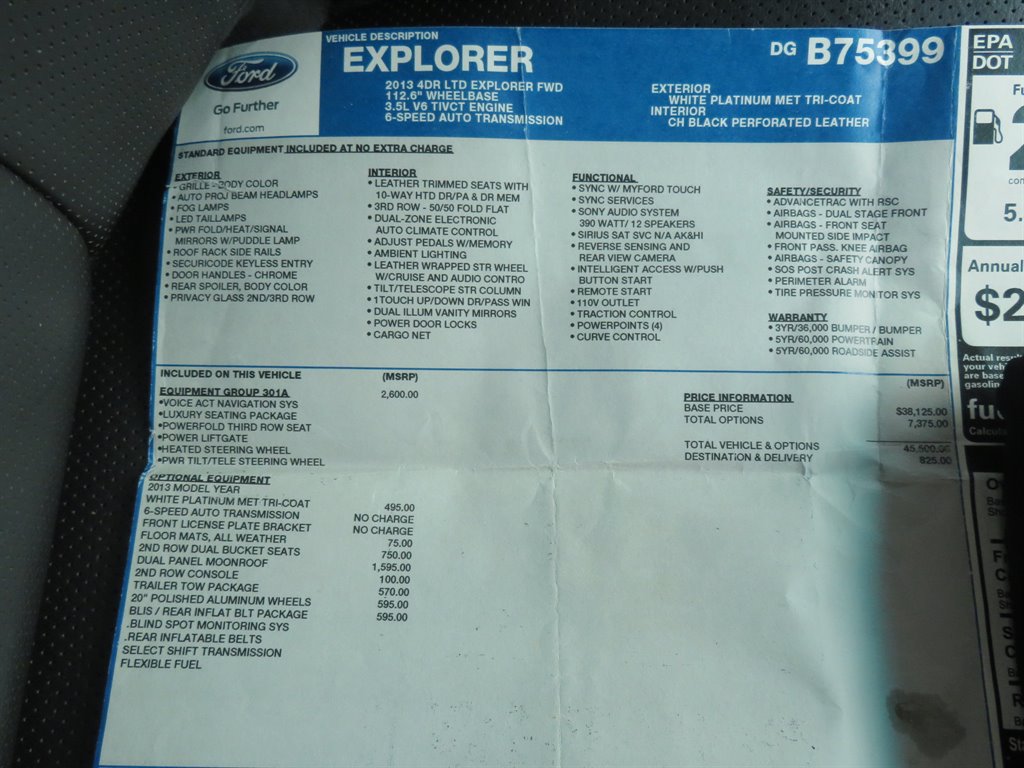 Ford
Go Further
ford.com
VEHICLE DESCRIPTION
EXPLORER
2013 4DR LTD EXPLORER FWD
112.6" WHEELBASE
3.5L V6 TIVCT ENGINE
6-SPEED AUTO TRANSMISSION
DG B75399
EXTERIOR
WHITE PLATINUM MET TRI-COAT
INTERIOR
CH BLACK PERFORATED LEATHER
STANDARD EQUIPMENT INCLUDED AT NO EXTRA CHARGE
EXTERIOR
- GRILLE - BODY COLOR
• AUTO PROJ BEAM HEADLAMPS
• FOG LAMPS
• LED TAILLAMPS
• PWR FOLD/HEAT/SIGNAL
MIRRORS W/PUDDLE LAMP
• ROOF RACK SIDE RAILS
• SECURICODE KEYLESS ENTRY
• DOOR HANDLES - CHROME
• REAR SPOILER, BODY COLOR
• PRIVACY GLASS 2ND/3RD ROW
INTERIOR
• LEATHER TRIMMED SEATS WITH
10-WAY HTD DR/PA & DR MEM
• 3RD ROW - 50/50 FOLD FLAT
• DUAL-ZONE ELECTRONIC
AUTO CLIMATE CONTROL
• ADJUST PEDALS W/MEMORY
• AMBIENT LIGHTING
• LEATHER WRAPPED STR WHEEL
W/CRUISE AND AUDIO CONTRO
• TILT/TELESCOPE STR COLUMN
• 1TOUCH UP/DOWN DR/PASS WIN
• DUAL ILLUM VANITY MIRRORS
• POWER DOOR LOCKS
• CARGO NET
FUNCTIONAL
• SYNC W/ MYFORD TOUCH
• SYNC SERVICES
• SONY AUDIO SYSTEM
390 WATT/ 12 SPEAKERS
• SIRIUS SAT SVC N/A AK&HI
• REVERSE SENSING AND
REAR VIEW CAMERA
• INTELLIGENT ACCESS W/PUSH
BUTTON START
• REMOTE START
• 110V OUTLET
• TRACTION CONTROL
• POWERPOINTS (4)
• CURVE CONTROL
SAFETY/SECURITY
• ADVANCETRAC WITH RSC
• AIRBAGS - DUAL STAGE FRONT
• AIRBAGS - FRONT SEAT
MOUNTED SIDE IMPACT
• FRONT PASS. KNEE AIRBAG
• AIRBAGS - SAFETY CANOPY
• SOS POST CRASH ALERT SYS
• PERIMETER ALARM
• TIRE PRESSURE MONITOR SYS
WARRANTY
• 3YR/36,000 BUMPER / BUMPER
• 5YR/60,000 POWERTRAIN
• 5YR/60,000 ROADSIDE ASSIST
INCLUDED ON THIS VEHICLE (MSRP)
EQUIPMENT GROUP 301A 2,600.00
•VOICE ACT NAVIGATION SYS
•LUXURY SEATING PACKAGE
•POWERFOLD THIRD ROW SEAT
•POWER LIFTGATE
•HEATED STEERING WHEEL
•PWR TILT/TELE STEERING WHEEL
OPTIONAL EQUIPMENT
2013 MODEL YEAR
WHITE PLATINUM MET TRI-COAT 495.00
6-SPEED AUTO TRANSMISSION NO CHARGE
FRONT LICENSE PLATE BRACKET NO CHARGE
FLOOR MATS, ALL WEATHER 75.00
2ND ROW DUAL BUCKET SEATS 750.00
DUAL PANEL MOONROOF 1,595.00
2ND ROW CONSOLE 100.00
TRAILER TOW PACKAGE 570.00
20" POLISHED ALUMINUM WHEELS 595.00
BLIS / REAR INFLAT BLT PACKAGE 595.00
.BLIND SPOT MONITORING SYS
.REAR INFLATABLE BELTS
SELECT SHIFT TRANSMISSION
FLEXIBLE FUEL
(MSRP)
PRICE INFORMATION
BASE PRICE $38,125.00
TOTAL OPTIONS 7,375.00
TOTAL VEHICLE & OPTIONS 45,500.00
DESTINATION & DELIVERY 825.00
EPA
DOT
5.
Annual
$2
Actual
your
are
gasolin